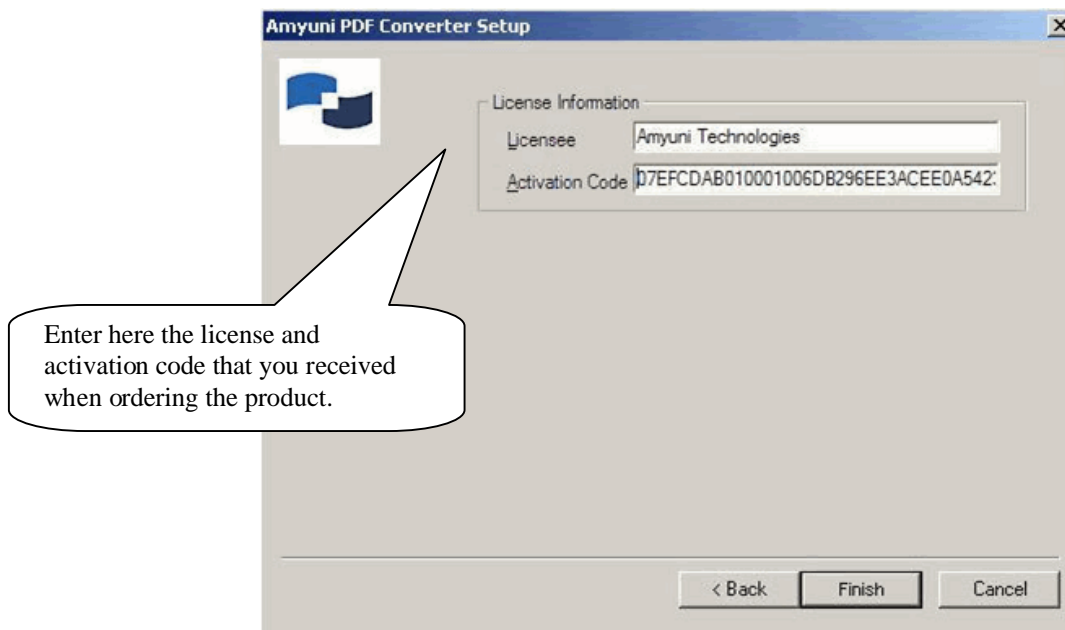 Amyuni PDF Converter Setup
License Information
Licensee Amyuni Technologies
Activation Code 07EFCDAB010001006DB296EE3ACEE0A542
Enter here the license and
activation code that you received
when ordering the product.
< Back Finish Cancel